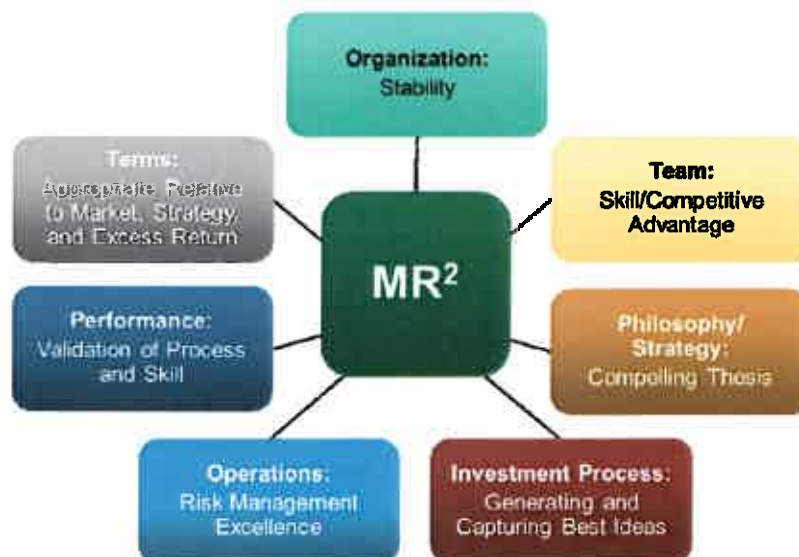 Organization:
Stability
Terms:
Appropriate Relative
to Market, Strategy,
and Excess Return
Team:
Skill/Competitive
Advantage
MR²
Performance:
Validation of Process
and Skill
Philosophy/
Strategy:
Compelling Thesis
Operations:
Risk Management
Excellence
Investment Process:
Generating and
Capturing Best Ideas